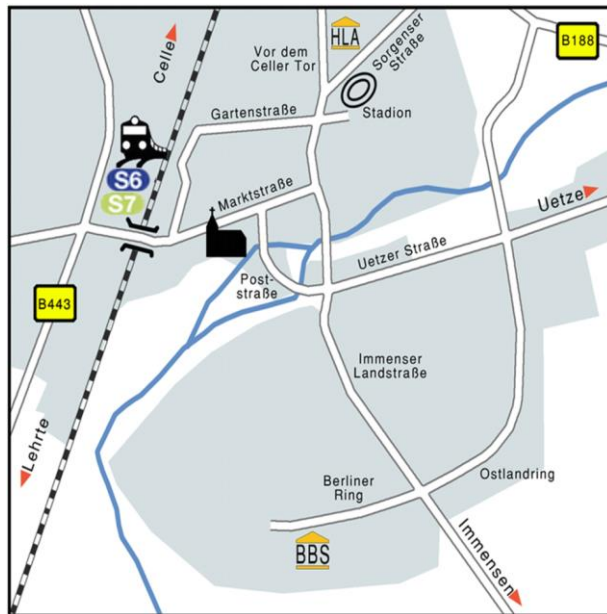 HLA
B188
Celle
Vor dem
Celler Tor
Sorgenser
Straße
Gartenstraße
Stadion
S6
S7
Marktstraße
Uetze
Uetzer Straße
Post-
straße
B443
Immenser
Landstraße
Lehrte
Berliner
Ring
Ostlandring
BBS
Immensen